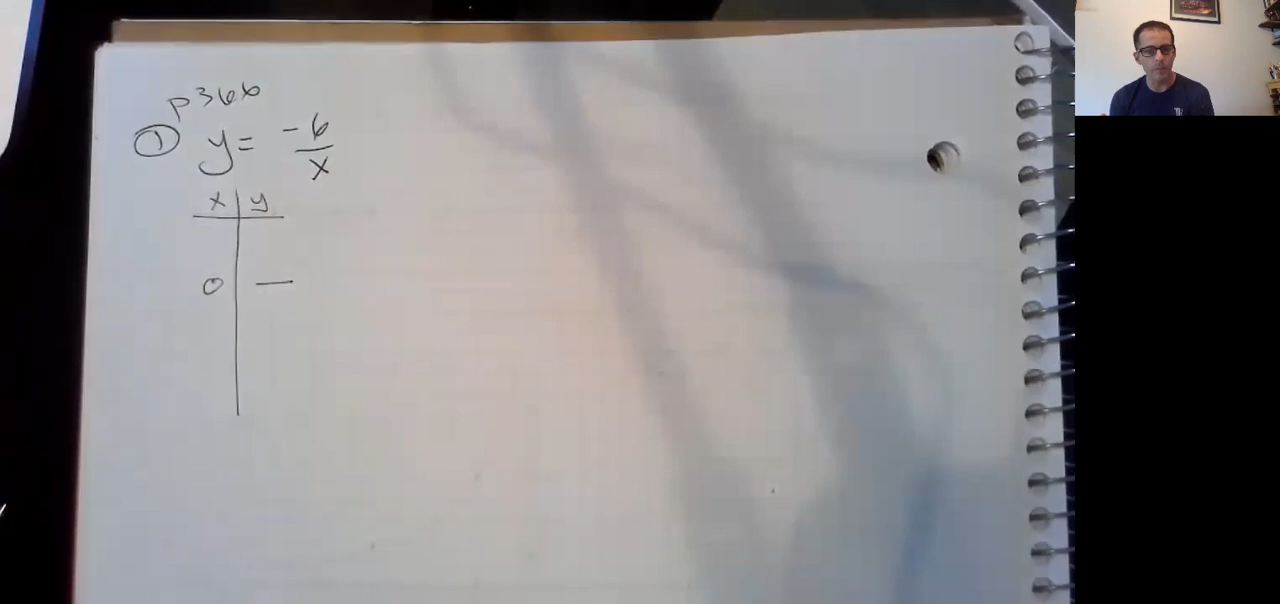 p366
① y = -6/x
x | y
0 | —